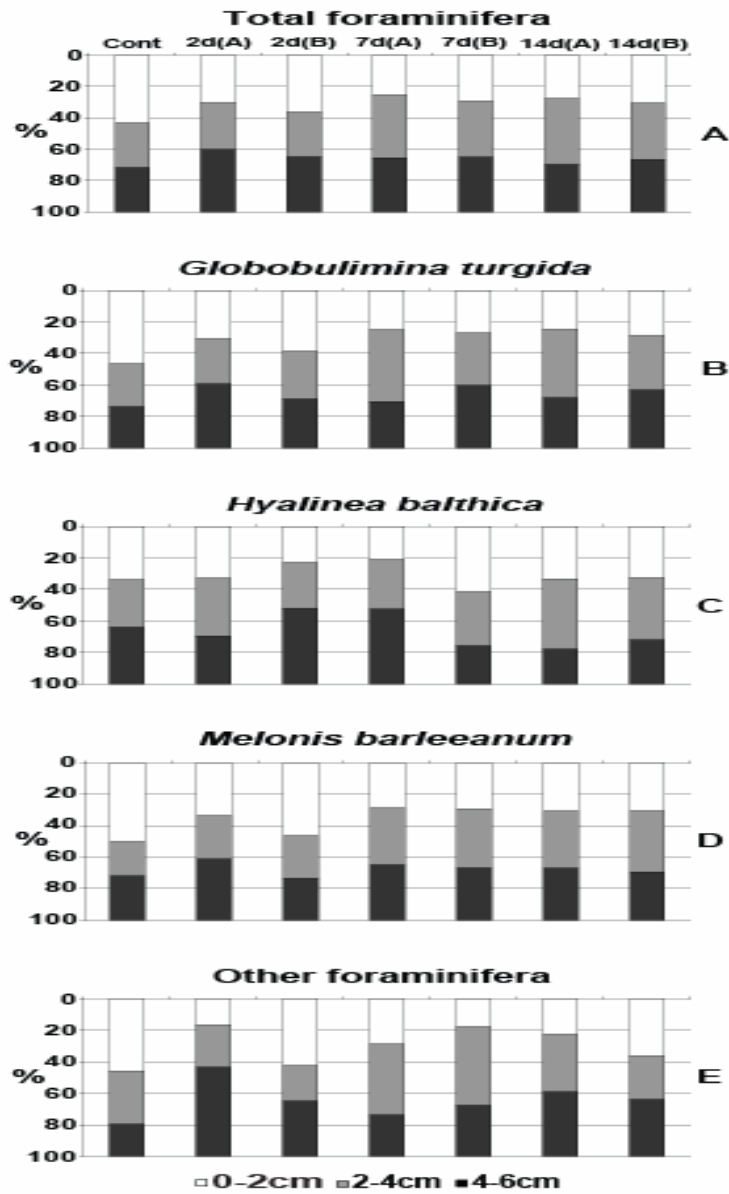 Total foraminifera
Cont 2d(A) 2d(B) 7d(A) 7d(B) 14d(A) 14d(B)
0
20
40
%
60
80
100
A
Globobulimina turgida
0
20
40
%
60
80
100
B
Hyalinea balthica
0
20
40
%
60
80
100
C
Melonis barleeanum
0
20
40
%
60
80
100
D
Other foraminifera
0
20
40
%
60
80
100
E
0-2cm 2-4cm 4-6cm